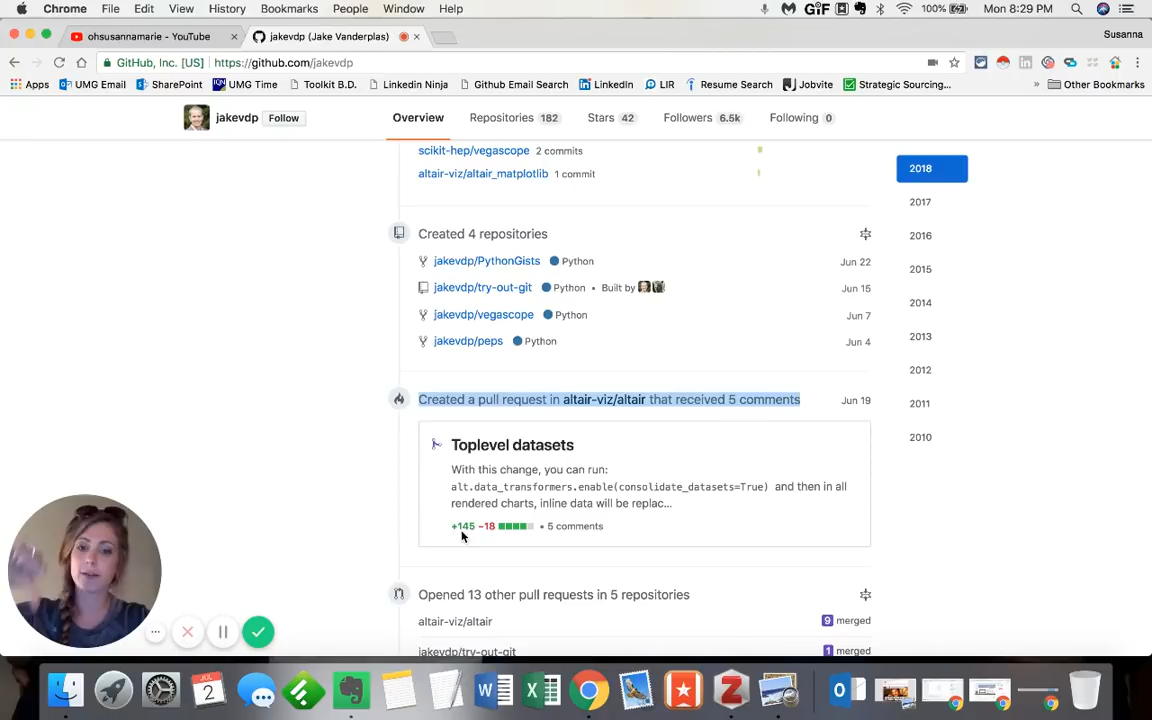 Chrome File Edit View History Bookmarks People Window Help GIF 100% Mon 8:29 PM
ohsusannamarie - YouTube × jakevdp (Jake Vanderplas) × Susanna
GitHub, Inc. [US] https://github.com/jakevdp
Apps UMG Email SharePoint UMG Time Toolkit B.D. Linkedin Ninja Github Email Search LinkedIn LIR Resume Search Jobvite Strategic Sourcing... » Other Bookmarks
jakevdp Follow Overview Repositories 182 Stars 42 Followers 6.5k Following 0
scikit-hep/vegascope 2 commits
2018
altair-viz/altair_matplotlib 1 commit
2017
Created 4 repositories
2016
jakevdp/PythonGists Python Jun 22
2015
jakevdp/try-out-git Python • Built by Jun 15
2014
jakevdp/vegascope Python Jun 7
2013
jakevdp/peps Python Jun 4
2012
Created a pull request in altair-viz/altair that received 5 comments Jun 19
2011
2010
Toplevel datasets
With this change, you can run:
alt.data_transformers.enable(consolidate_datasets=True) and then in all
rendered charts, inline data will be replac...
+145 −18 • 5 comments
Opened 13 other pull requests in 5 repositories
altair-viz/altair 9 merged
jakevdp/try-out-git 1 merged
JUL
2